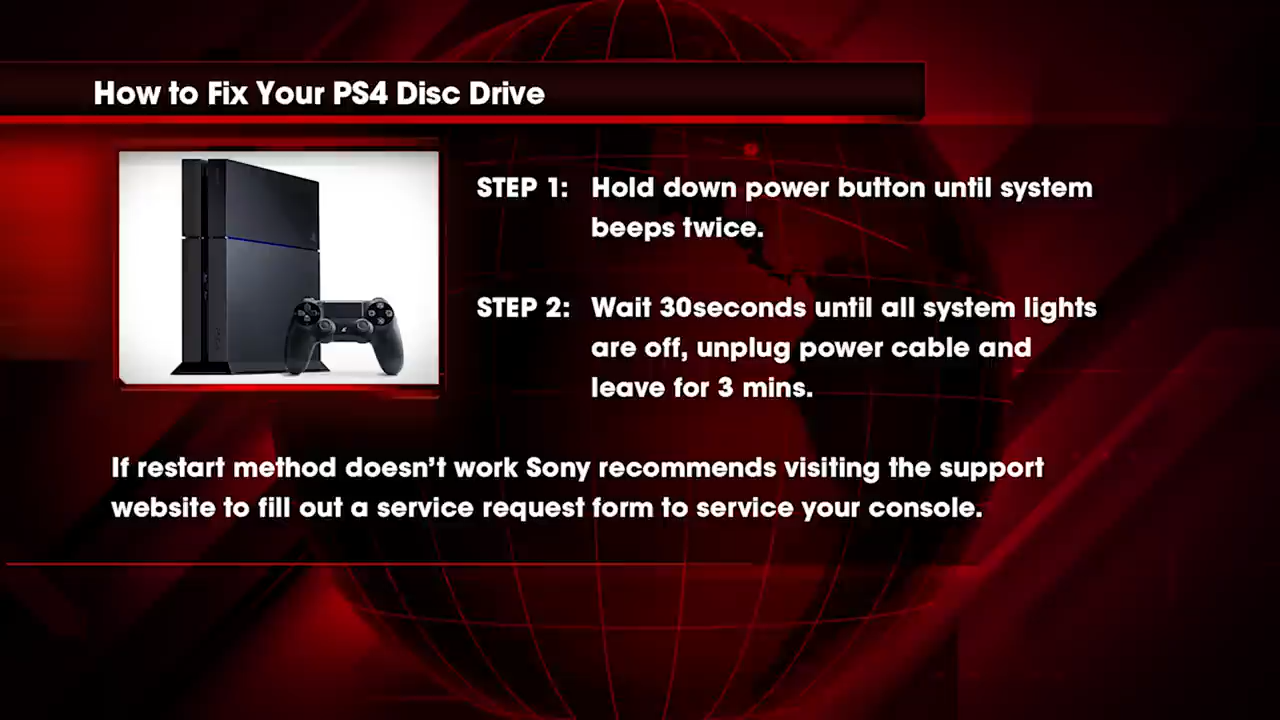 How to Fix Your PS4 Disc Drive
STEP 1: Hold down power button until system
beeps twice.
STEP 2: Wait 30seconds until all system lights
are off, unplug power cable and
leave for 3 mins.
If restart method doesn't work Sony recommends visiting the support
website to fill out a service request form to service your console.